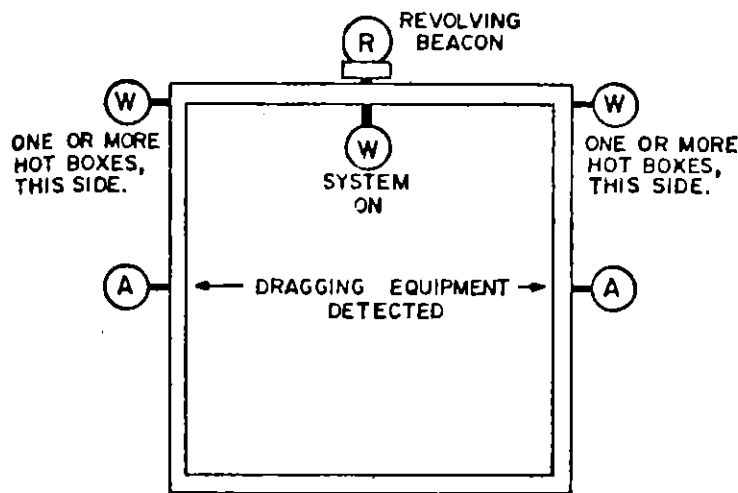 REVOLVING
BEACON
R
W
W
ONE OR MORE
HOT BOXES,
THIS SIDE.
W
SYSTEM
ON
ONE OR MORE
HOT BOXES,
THIS SIDE.
A
DRAGGING EQUIPMENT
DETECTED
A